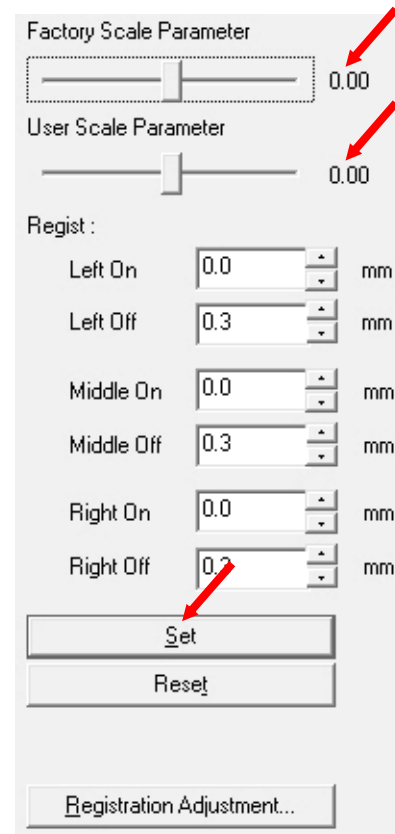 Factory Scale Parameter
0.00
User Scale Parameter
0.00
Regist :
Left On 0.0 mm
Left Off 0.3 mm
Middle On 0.0 mm
Middle Off 0.3 mm
Right On 0.0 mm
Right Off mm
Set
Reset
Registration Adjustment...